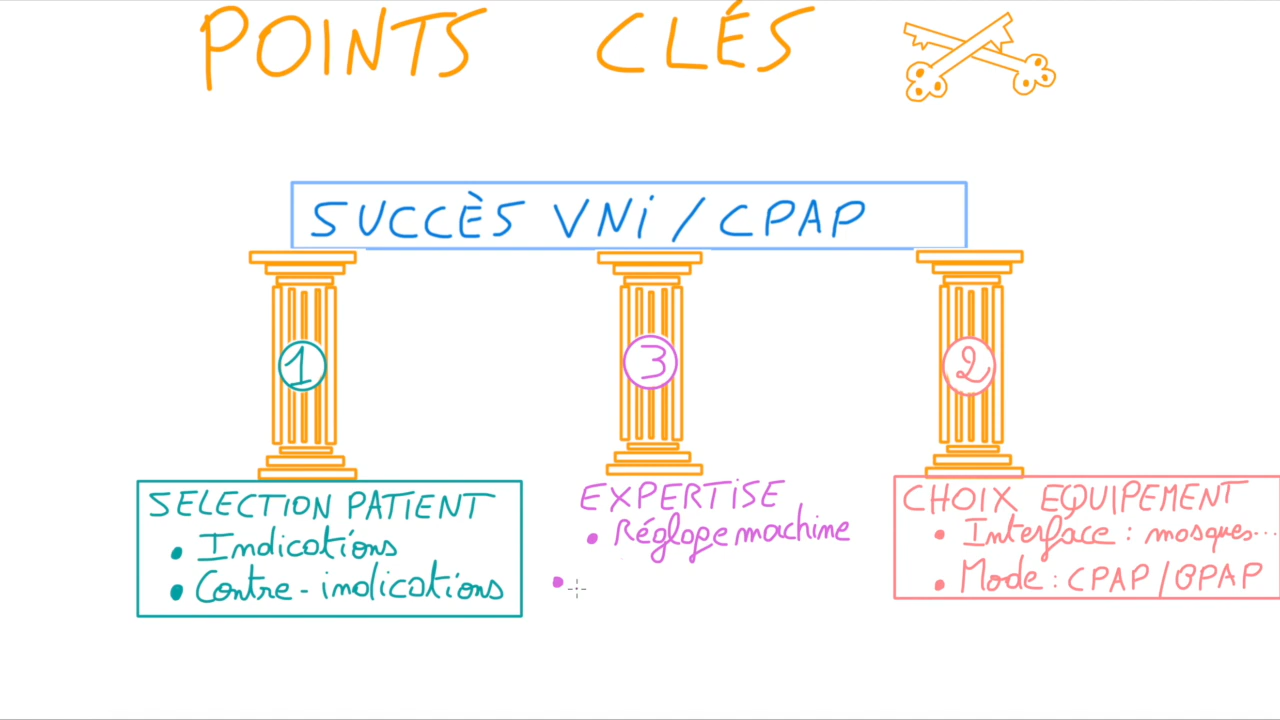 POINTS CLÉS
SUCCÈS VNi / CPAP
1
3
2
SELECTION PATIENT
• Indications
• Contre-indications
EXPERTiSE
• Réglage machine
•
CHOIX EQUIPEMENT
• Interface : masques...
• Mode : CPAP / BPAP